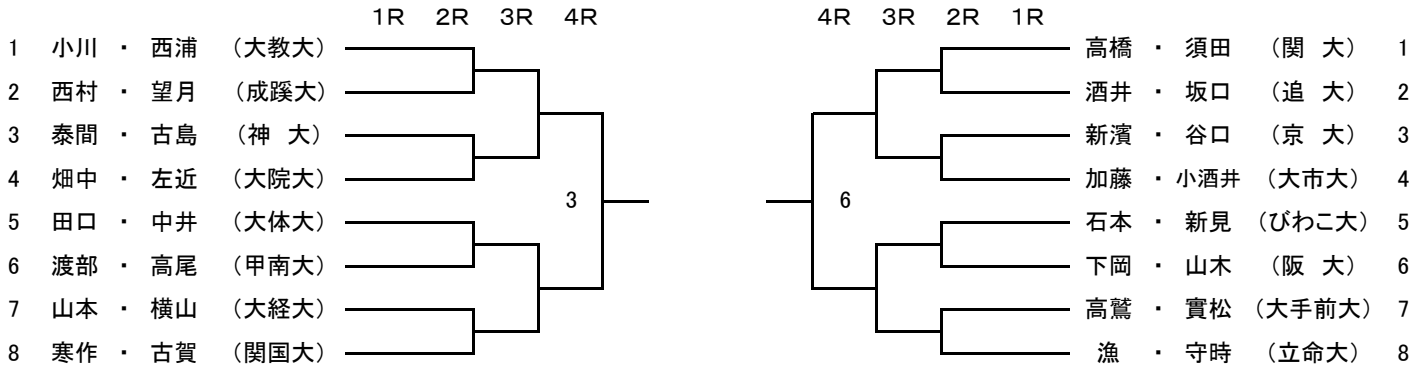 1R 2R 3R 4R 4R 3R 2R 1R
1 小川 ・ 西浦 （大教大） 高橋 ・ 須田 （関 大） 1
2 西村 ・ 望月 （成蹊大） 酒井 ・ 坂口 （追 大） 2
3 泰間 ・ 古島 （神 大） 新濱 ・ 谷口 （京 大） 3
4 畑中 ・ 左近 （大院大） 加藤 ・ 小酒井 （大市大） 4
3 6
5 田口 ・ 中井 （大体大） 石本 ・ 新見 （びわこ大） 5
6 渡部 ・ 高尾 （甲南大） 下岡 ・ 山木 （阪 大） 6
7 山本 ・ 横山 （大経大） 高鷲 ・ 實松 （大手前大） 7
8 寒作 ・ 古賀 （関国大） 漁 ・ 守時 （立命大） 8